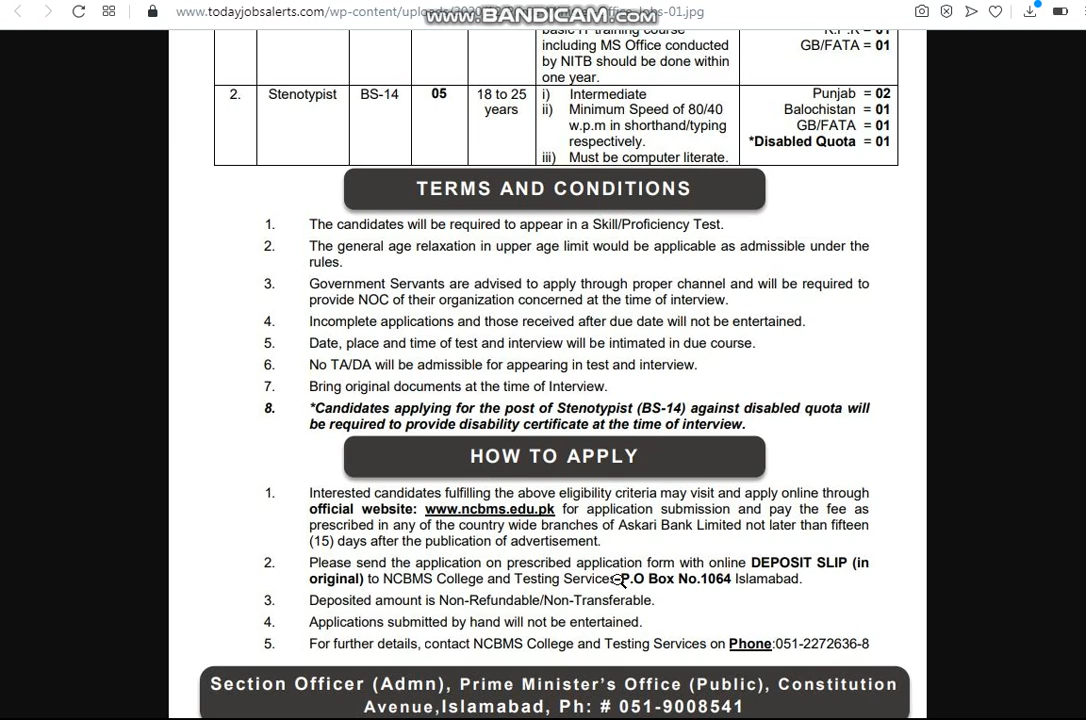 www.todayjobsalerts.com/wp-content/uploads/
WWW.BANDICAM.COM
-01.jpg
basic IT training course
including MS Office conducted
by NITB should be done within
one year.
GB/FATA = 01
2. Stenotypist BS-14 05 18 to 25 years
i) Intermediate
ii) Minimum Speed of 80/40
w.p.m in shorthand/typing
respectively.
iii) Must be computer literate.
Punjab = 02
Balochistan = 01
GB/FATA = 01
*Disabled Quota = 01
TERMS AND CONDITIONS
1. The candidates will be required to appear in a Skill/Proficiency Test.
2. The general age relaxation in upper age limit would be applicable as admissible under the
rules.
3. Government Servants are advised to apply through proper channel and will be required to
provide NOC of their organization concerned at the time of interview.
4. Incomplete applications and those received after due date will not be entertained.
5. Date, place and time of test and interview will be intimated in due course.
6. No TA/DA will be admissible for appearing in test and interview.
7. Bring original documents at the time of Interview.
8. *Candidates applying for the post of Stenotypist (BS-14) against disabled quota will
be required to provide disability certificate at the time of interview.
HOW TO APPLY
1. Interested candidates fulfilling the above eligibility criteria may visit and apply online through
official website: www.ncbms.edu.pk for application submission and pay the fee as
prescribed in any of the country wide branches of Askari Bank Limited not later than fifteen
(15) days after the publication of advertisement.
2. Please send the application on prescribed application form with online DEPOSIT SLIP (in
original) to NCBMS College and Testing Services P.O Box No.1064 Islamabad.
3. Deposited amount is Non-Refundable/Non-Transferable.
4. Applications submitted by hand will not be entertained.
5. For further details, contact NCBMS College and Testing Services on Phone:051-2272636-8
Section Officer (Admn), Prime Minister's Office (Public), Constitution
Avenue,Islamabad, Ph: # 051-9008541